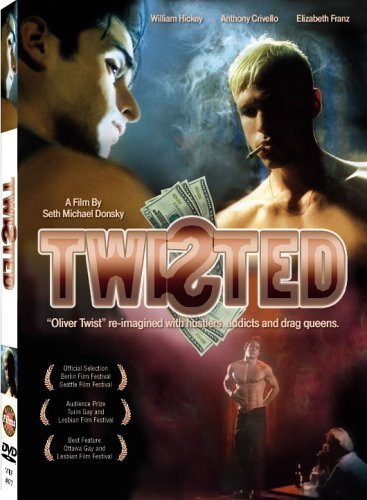 William Hickey Anthony Crivello Elizabeth Franz
A Film By
Seth Michael Donsky
TWISTED
"Oliver Twist" re-imagined with hustlers, addicts and drag queens.
Official Selection
Berlin Film Festival
Seattle Film Festival
Audience Prize
Turin Gay and
Lesbian Film Festival
Best Feature
Ottawa Gay and
Lesbian Film Festival
TWISTED
DVD